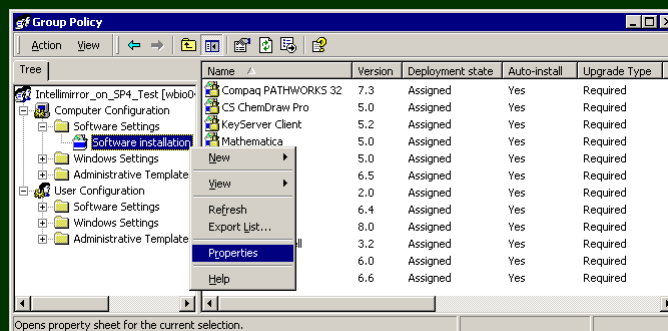 Group Policy
Action View
Tree
Name Version Deployment state Auto-install Upgrade Type
Intellimirror_on_SP4_Test [wbio0
Computer Configuration
Software Settings
Software installation
Windows Settings
Administrative Template
User Configuration
Software Settings
Windows Settings
Administrative Template
Compaq PATHWORKS 32 7.3 Assigned Yes Required
CS ChemDraw Pro 5.0 Assigned Yes Required
KeyServer Client 5.2 Assigned Yes Required
Mathematica 5.0 Assigned Yes Required
5.0 Assigned Yes Required
6.5 Assigned Yes Required
2.0 Assigned Yes Required
6.4 Assigned Yes Required
8.0 Assigned Yes Required
3.2 Assigned Yes Required
6.0 Assigned Yes Required
6.6 Assigned Yes Required
New
View
Refresh
Export List...
Properties
Help
Opens property sheet for the current selection.